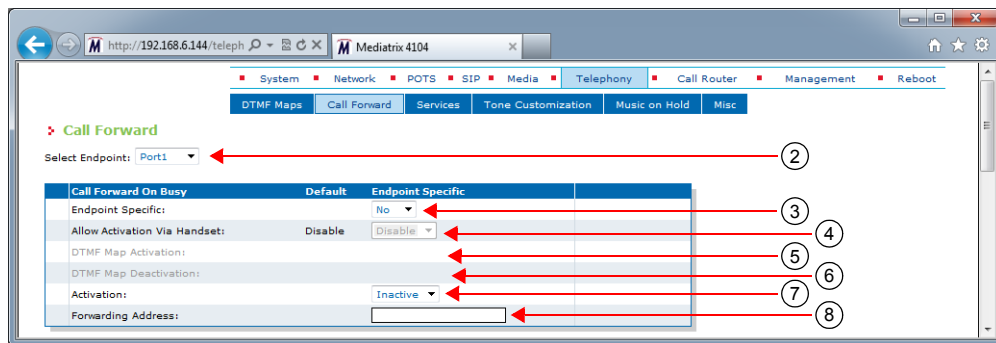 http://192.168.6.144/teleph
Mediatrix 4104
System Network POTS SIP Media Telephony Call Router Management Reboot
DTMF Maps Call Forward Services Tone Customization Music on Hold Misc
Call Forward
Select Endpoint: Port1 2
Call Forward On Busy Default Endpoint Specific
Endpoint Specific: No 3
Allow Activation Via Handset: Disable Disable 4
DTMF Map Activation: 5
DTMF Map Deactivation: 6
Activation: Inactive 7
Forwarding Address: 8